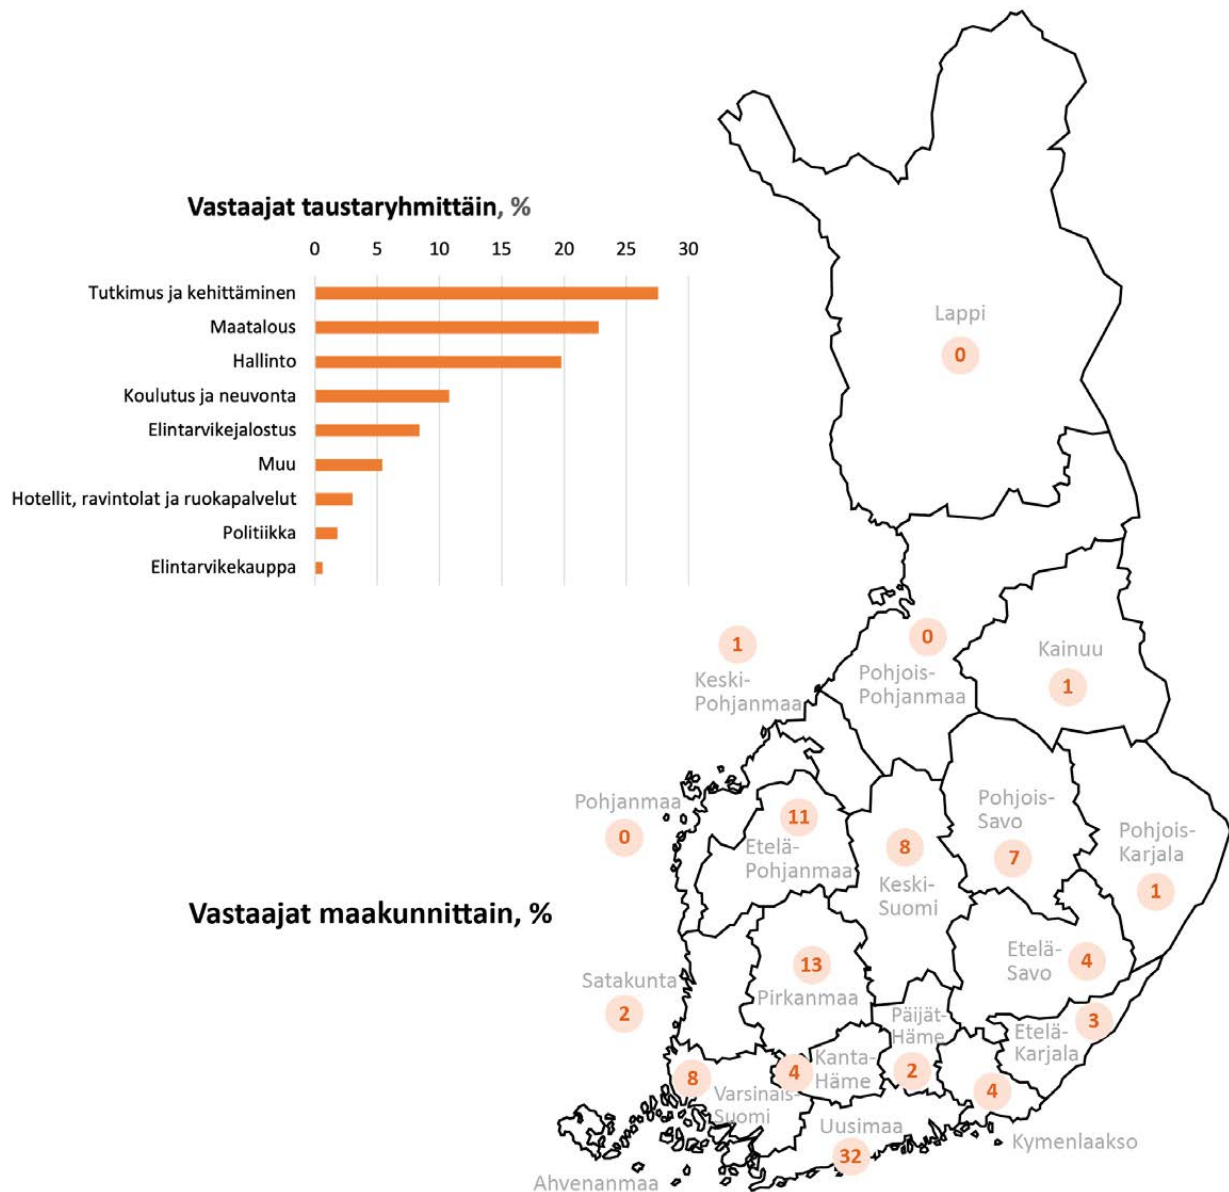 Vastaajat taustaryhmittäin, %
0 5 10 15 20 25 30
Tutkimus ja kehittäminen
Maatalous
Hallinto
Koulutus ja neuvonta
Elintarvikejalostus
Muu
Hotellit, ravintolat ja ruokapalvelut
Politiikka
Elintarvikekauppa
Vastaajat maakunnittain, %
Lappi
0
1
Keski-
Pohjanmaa
0
Pohjois-
Pohjanmaa
Kainuu
1
Pohjanmaa
0
11
Etelä-
Pohjanmaa
8
Keski-
Suomi
Pohjois-
Savo
7
Pohjois-
Karjala
1
Satakunta
2
13
Pirkanmaa
Etelä-
Savo
4
Päijät-
Häme
2
3
Etelä-
Karjala
8
Varsinais-
Suomi
4
Kanta-
Häme
4
Kymenlaakso
Uusimaa
32
Ahvenanmaa